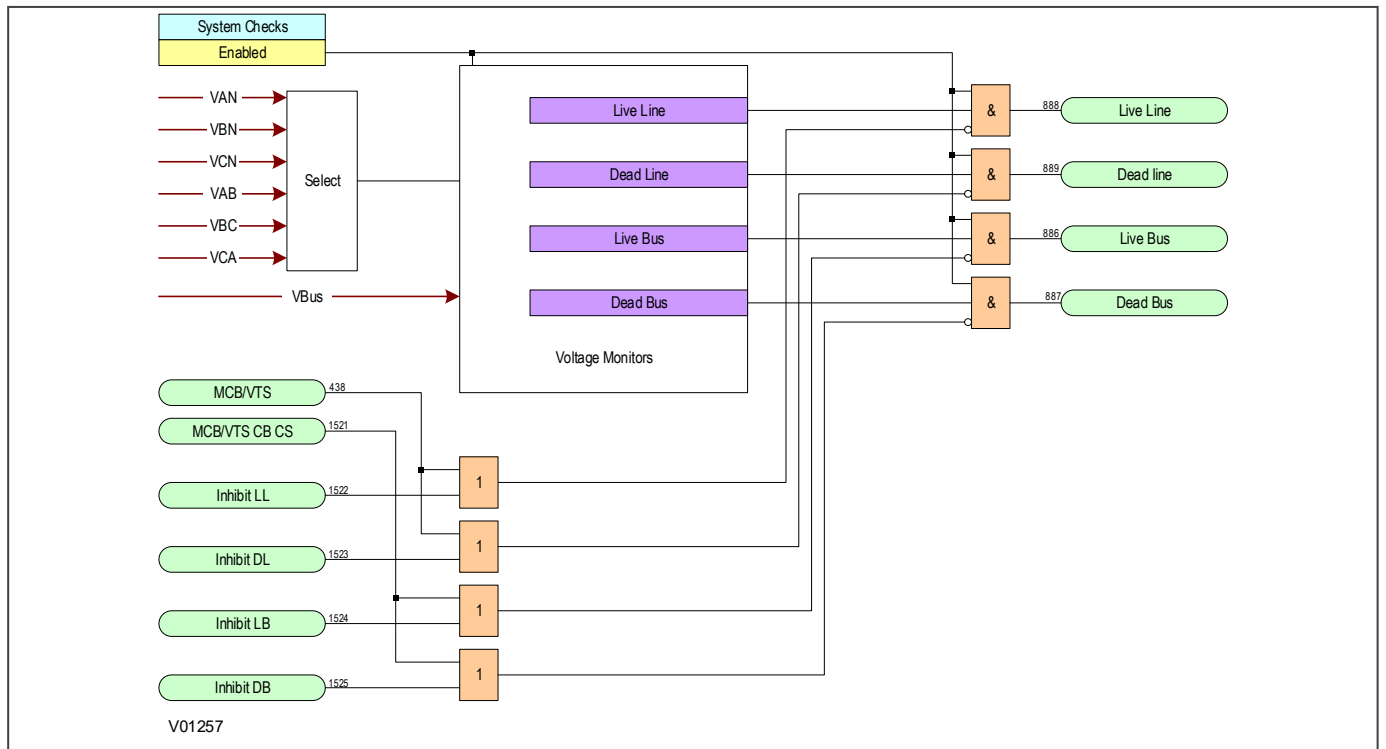 System Checks
Enabled
VAN
VBN
VCN
VAB
VBC
VCA
Select
VBus
Live Line
Dead Line
Live Bus
Dead Bus
Voltage Monitors
&
888
Live Line
&
889
Dead line
&
886
Live Bus
&
887
Dead Bus
MCB/VTS
438
MCB/VTS CB CS
1521
Inhibit LL
1522
1
Inhibit DL
1523
1
Inhibit LB
1524
1
Inhibit DB
1525
1
V01257